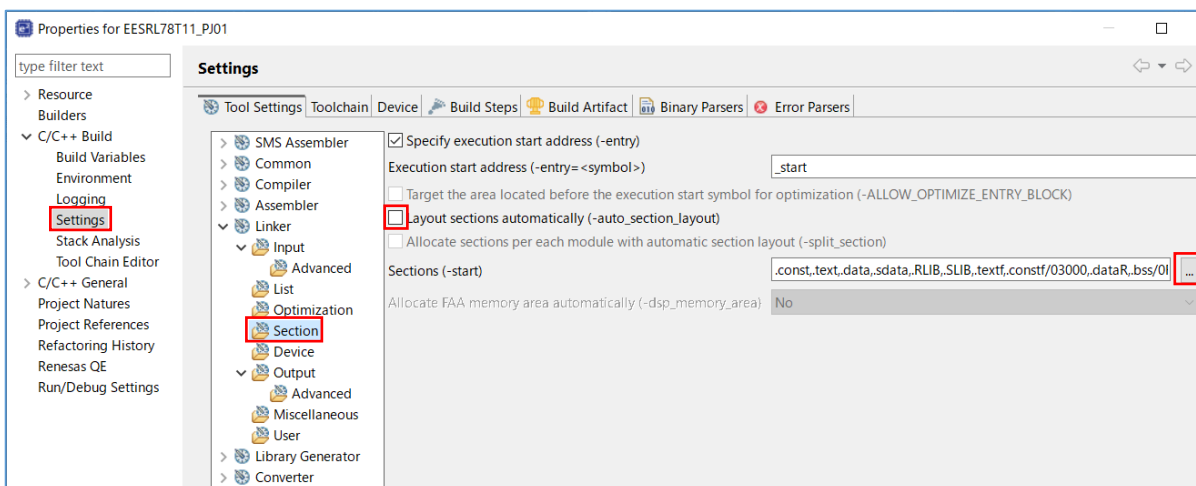 Properties for EESRL78T11_PJ01
type filter text
Resource
Builders
C/C++ Build
Build Variables
Environment
Logging
Settings
Stack Analysis
Tool Chain Editor
C/C++ General
Project Natures
Project References
Refactoring History
Renesas QE
Run/Debug Settings
Settings
Tool Settings Toolchain Device Build Steps Build Artifact Binary Parsers Error Parsers
SMS Assembler
Common
Compiler
Assembler
Linker
Input
Advanced
List
Optimization
Section
Device
Output
Advanced
Miscellaneous
User
Library Generator
Converter
Specify execution start address (-entry)
Execution start address (-entry=<symbol>) _start
Target the area located before the execution start symbol for optimization (-ALLOW_OPTIMIZE_ENTRY_BLOCK)
Layout sections automatically (-auto_section_layout)
Allocate sections per each module with automatic section layout (-split_section)
Sections (-start) .const,.text,.data,.sdata,.RLIB,.SLIB,.textf,.constf/03000,.dataR,.bss/0 ...
Allocate FAA memory area automatically (-dsp_memory_area) No